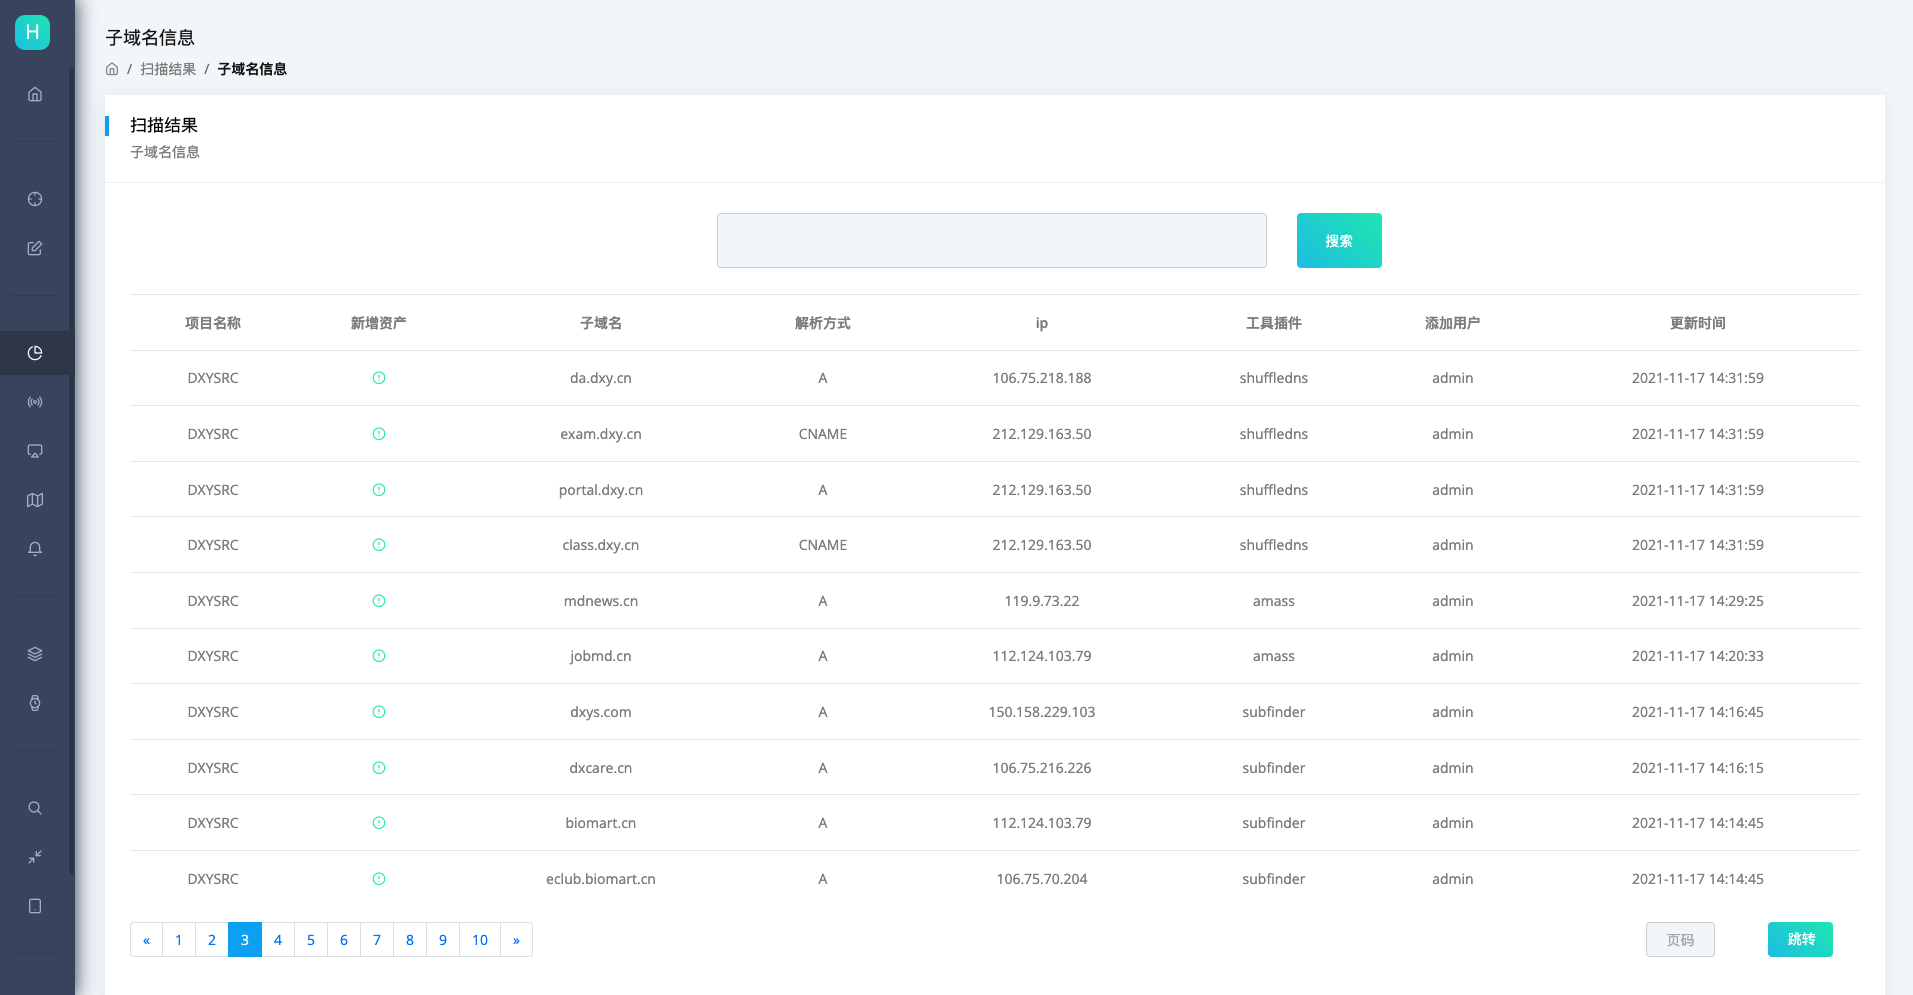 H
子域名信息
/ 扫描结果 / 子域名信息
扫描结果
子域名信息
搜索
项目名称 新增资产 子域名 解析方式 ip 工具插件 添加用户 更新时间
DXYSRC da.dxy.cn A 106.75.218.188 shuffledns admin 2021-11-17 14:31:59
DXYSRC exam.dxy.cn CNAME 212.129.163.50 shuffledns admin 2021-11-17 14:31:59
DXYSRC portal.dxy.cn A 212.129.163.50 shuffledns admin 2021-11-17 14:31:59
DXYSRC class.dxy.cn CNAME 212.129.163.50 shuffledns admin 2021-11-17 14:31:59
DXYSRC mdnews.cn A 119.9.73.22 amass admin 2021-11-17 14:29:25
DXYSRC jobmd.cn A 112.124.103.79 amass admin 2021-11-17 14:20:33
DXYSRC dxys.com A 150.158.229.103 subfinder admin 2021-11-17 14:16:45
DXYSRC dxcare.cn A 106.75.216.226 subfinder admin 2021-11-17 14:16:15
DXYSRC biomart.cn A 112.124.103.79 subfinder admin 2021-11-17 14:14:45
DXYSRC eclub.biomart.cn A 106.75.70.204 subfinder admin 2021-11-17 14:14:45
« 1 2 3 4 5 6 7 8 9 10 » 页码 跳转